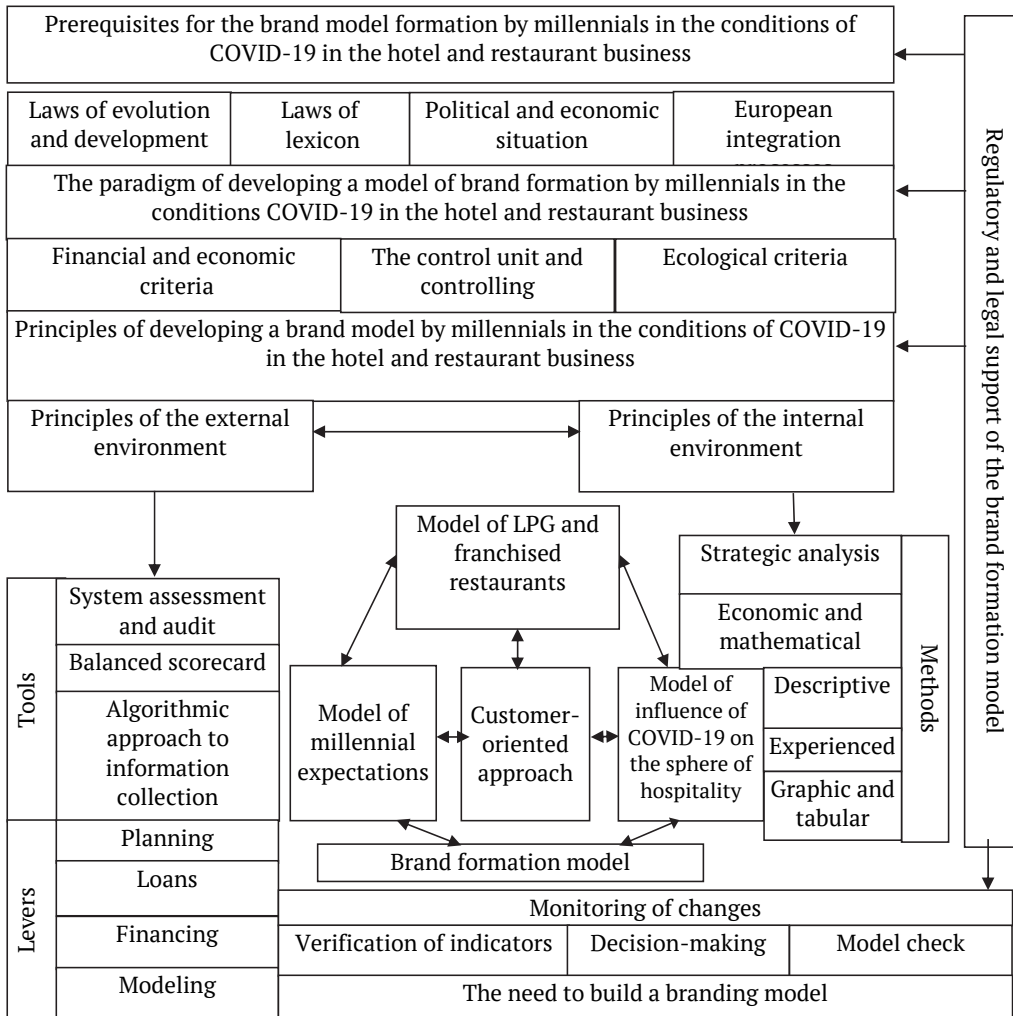 Prerequisites for the brand model formation by millennials in the conditions of
COVID-19 in the hotel and restaurant business
Regulatory and legal support of the brand formation model
Laws of evolution
and development
Laws of
lexicon
Political and economic
situation
European
integration
processes
The paradigm of developing a model of brand formation by millennials in the
conditions COVID-19 in the hotel and restaurant business
Financial and economic
criteria
The control unit and
controlling
Ecological criteria
Principles of developing a brand model by millennials in the conditions of COVID-19
in the hotel and restaurant business
Principles of the external
environment
Principles of the internal
environment
Model of LPG and
franchised
restaurants
Strategic analysis
Economic and
mathematical
Descriptive
Experienced
Graphic and
tabular
Methods
Tools
System assessment
and audit
Balanced scorecard
Algorithmic
approach to
information
collection
Model of
millennial
expectations
Customer-
oriented
approach
Model of
influence of
COVID-19 on
the sphere of
hospitality
Brand formation model
Levers
Planning
Loans
Financing
Modeling
Monitoring of changes
Verification of indicators
Decision-making
Model check
The need to build a branding model